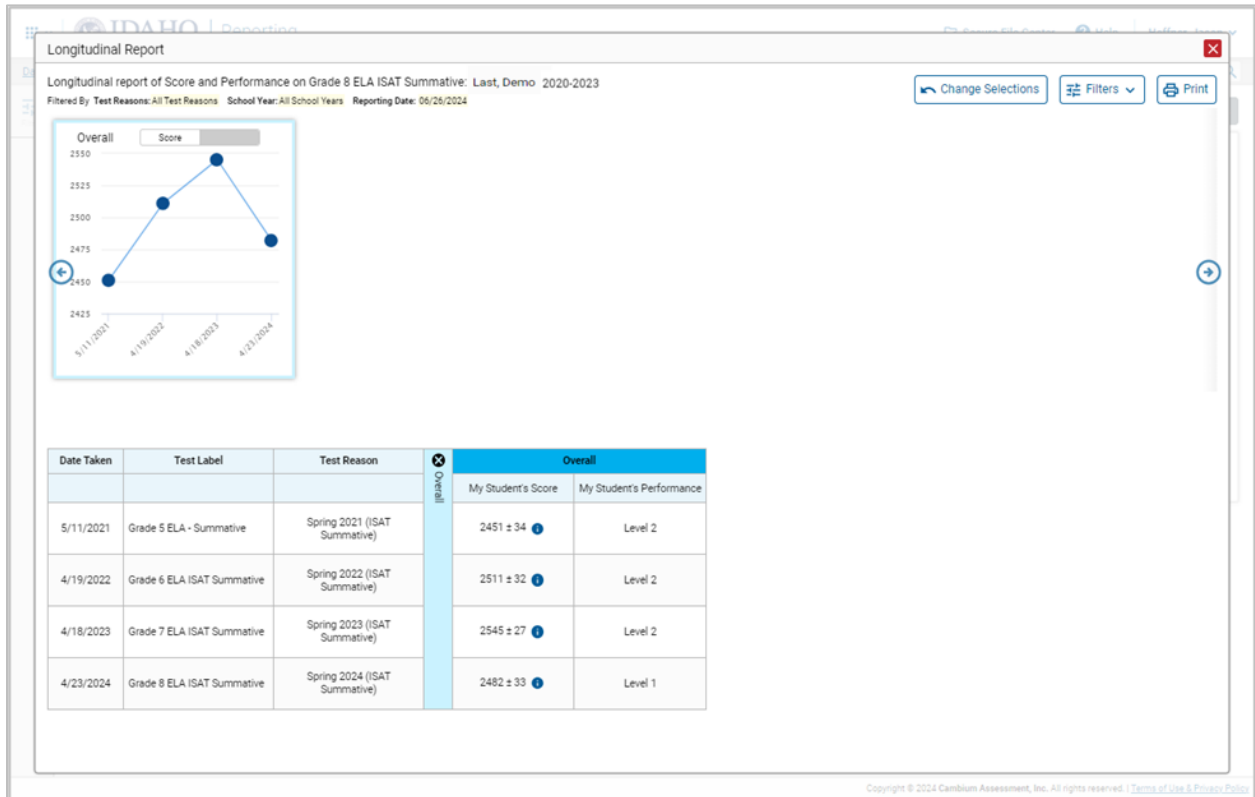 IDAHO Reporting
Secure File Center Help
Longitudinal Report
Longitudinal report of Score and Performance on Grade 8 ELA ISAT Summative: Last, Demo 2020-2023
Filtered By Test Reasons: All Test Reasons School Year: All School Years Reporting Date: 06/26/2024
Change Selections Filters Print
Overall Score
2550
2525
2500
2475
2450
2425
5/11/2021 4/19/2022 4/18/2023 4/23/2024
Date Taken Test Label Test Reason Overall Overall
My Student's Score My Student's Performance
5/11/2021 Grade 5 ELA - Summative Spring 2021 (ISAT Summative) 2451 ± 34 Level 2
4/19/2022 Grade 6 ELA ISAT Summative Spring 2022 (ISAT Summative) 2511 ± 32 Level 2
4/18/2023 Grade 7 ELA ISAT Summative Spring 2023 (ISAT Summative) 2545 ± 27 Level 2
4/23/2024 Grade 8 ELA ISAT Summative Spring 2024 (ISAT Summative) 2482 ± 33 Level 1
Copyright © 2024 Cambium Assessment, Inc. All rights reserved. | Terms of Use & Privacy Policy